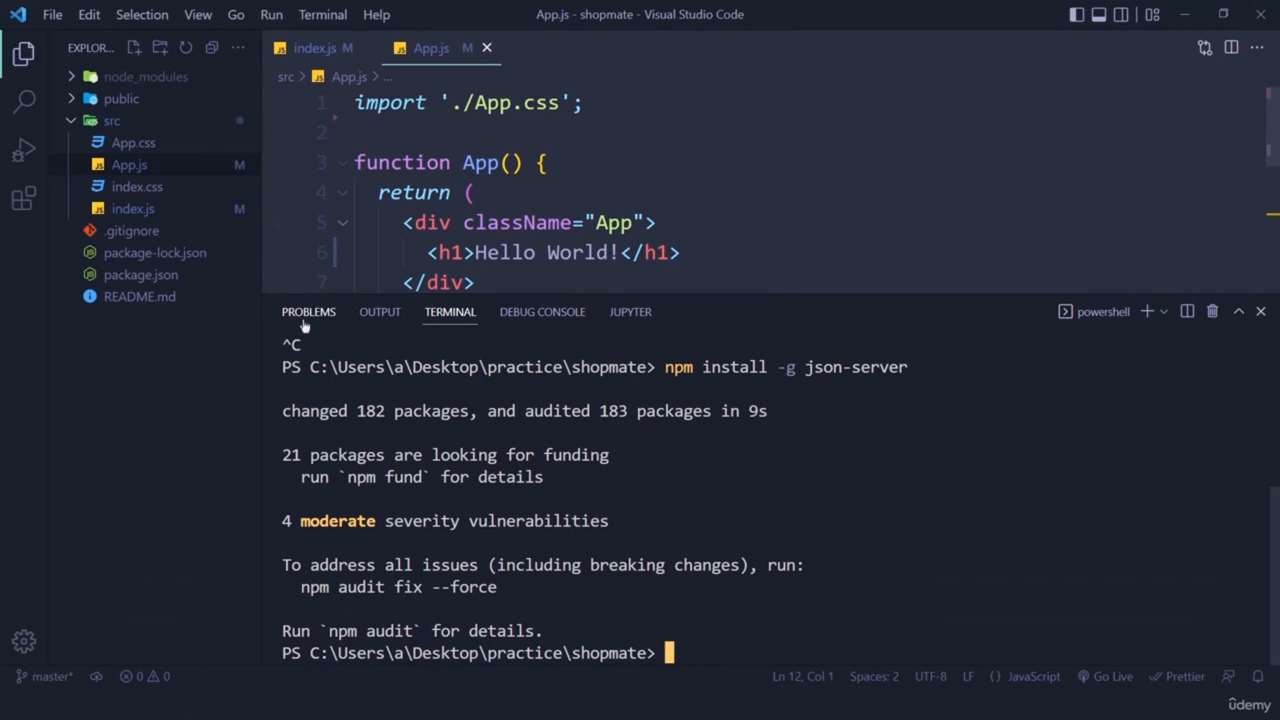 File Edit Selection View Go Run Terminal Help App.js - shopmate - Visual Studio Code
EXPLOR... ···
index.js M
App.js M
node_modules
public
src
App.css
App.js M
index.css
index.js M
.gitignore
package-lock.json
package.json
README.md
src > App.js > ...
1 import './App.css';
2
3 function App() {
4 return (
5 <div className="App">
6 <h1>Hello World!</h1>
7 </div>
PROBLEMS OUTPUT TERMINAL DEBUG CONSOLE JUPYTER powershell
^C
PS C:\Users\a\Desktop\practice\shopmate> npm install -g json-server
changed 182 packages, and audited 183 packages in 9s
21 packages are looking for funding
run `npm fund` for details
4 moderate severity vulnerabilities
To address all issues (including breaking changes), run:
npm audit fix --force
Run `npm audit` for details.
PS C:\Users\a\Desktop\practice\shopmate>
master* 0 0 Ln 12, Col 1 Spaces: 2 UTF-8 LF {} JavaScript Go Live Prettier
ûdemy